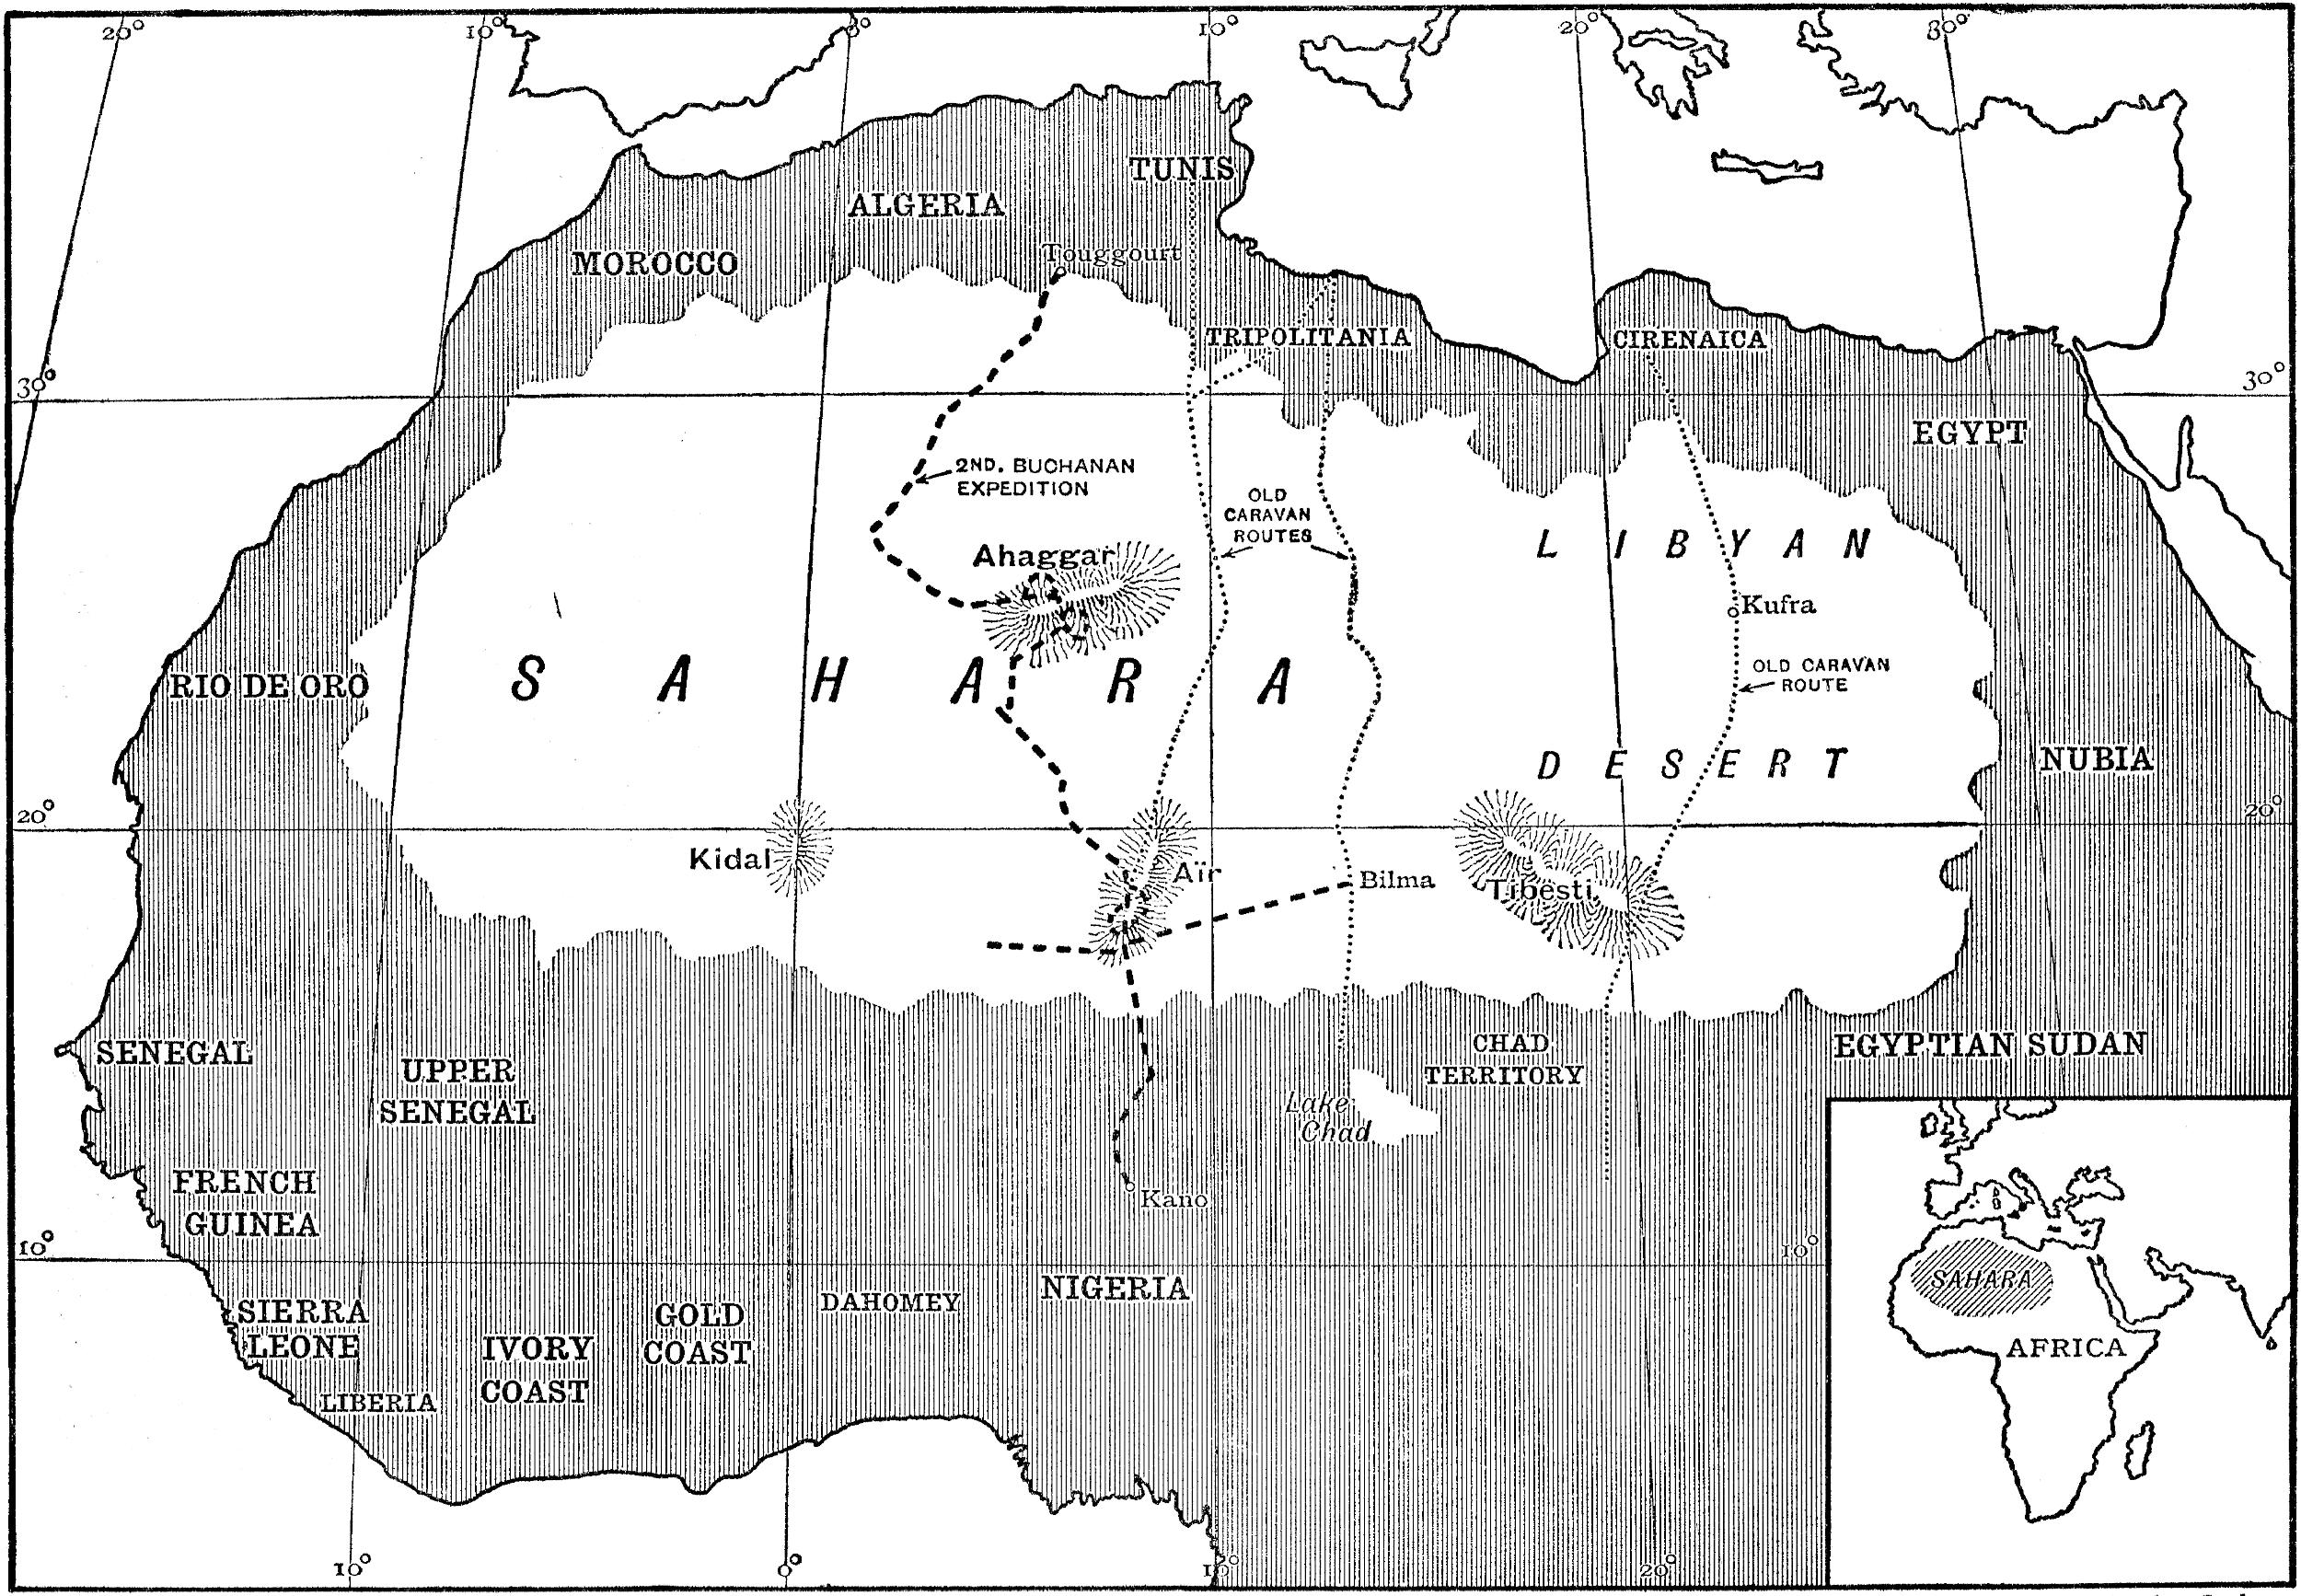 20°
10°
0°
10°
20°
30°
TUNIS
ALGERIA
Touggourt
MOROCCO
TRIPOLITANIA
CIRENAICA
30°
30°
EGYPT
2ND. BUCHANAN
EXPEDITION
OLD
CARAVAN
ROUTES
Ahaggar
LIBYAN
Kufra
SAHARA
RIO DE ORO
OLD CARAVAN
ROUTE
DESERT
NUBIA
20°
20°
Kidal
Aïr
Bilma
Tibesti
SENEGAL
UPPER
SENEGAL
CHAD
TERRITORY
EGYPTIAN SUDAN
Lake
Chad
FRENCH
GUINEA
Kano
10°
10°
SIERRA
LEONE
IVORY
COAST
GOLD
COAST
DAHOMEY
NIGERIA
LIBERIA
SAHARA
AFRICA
10°
0°
10°
20°